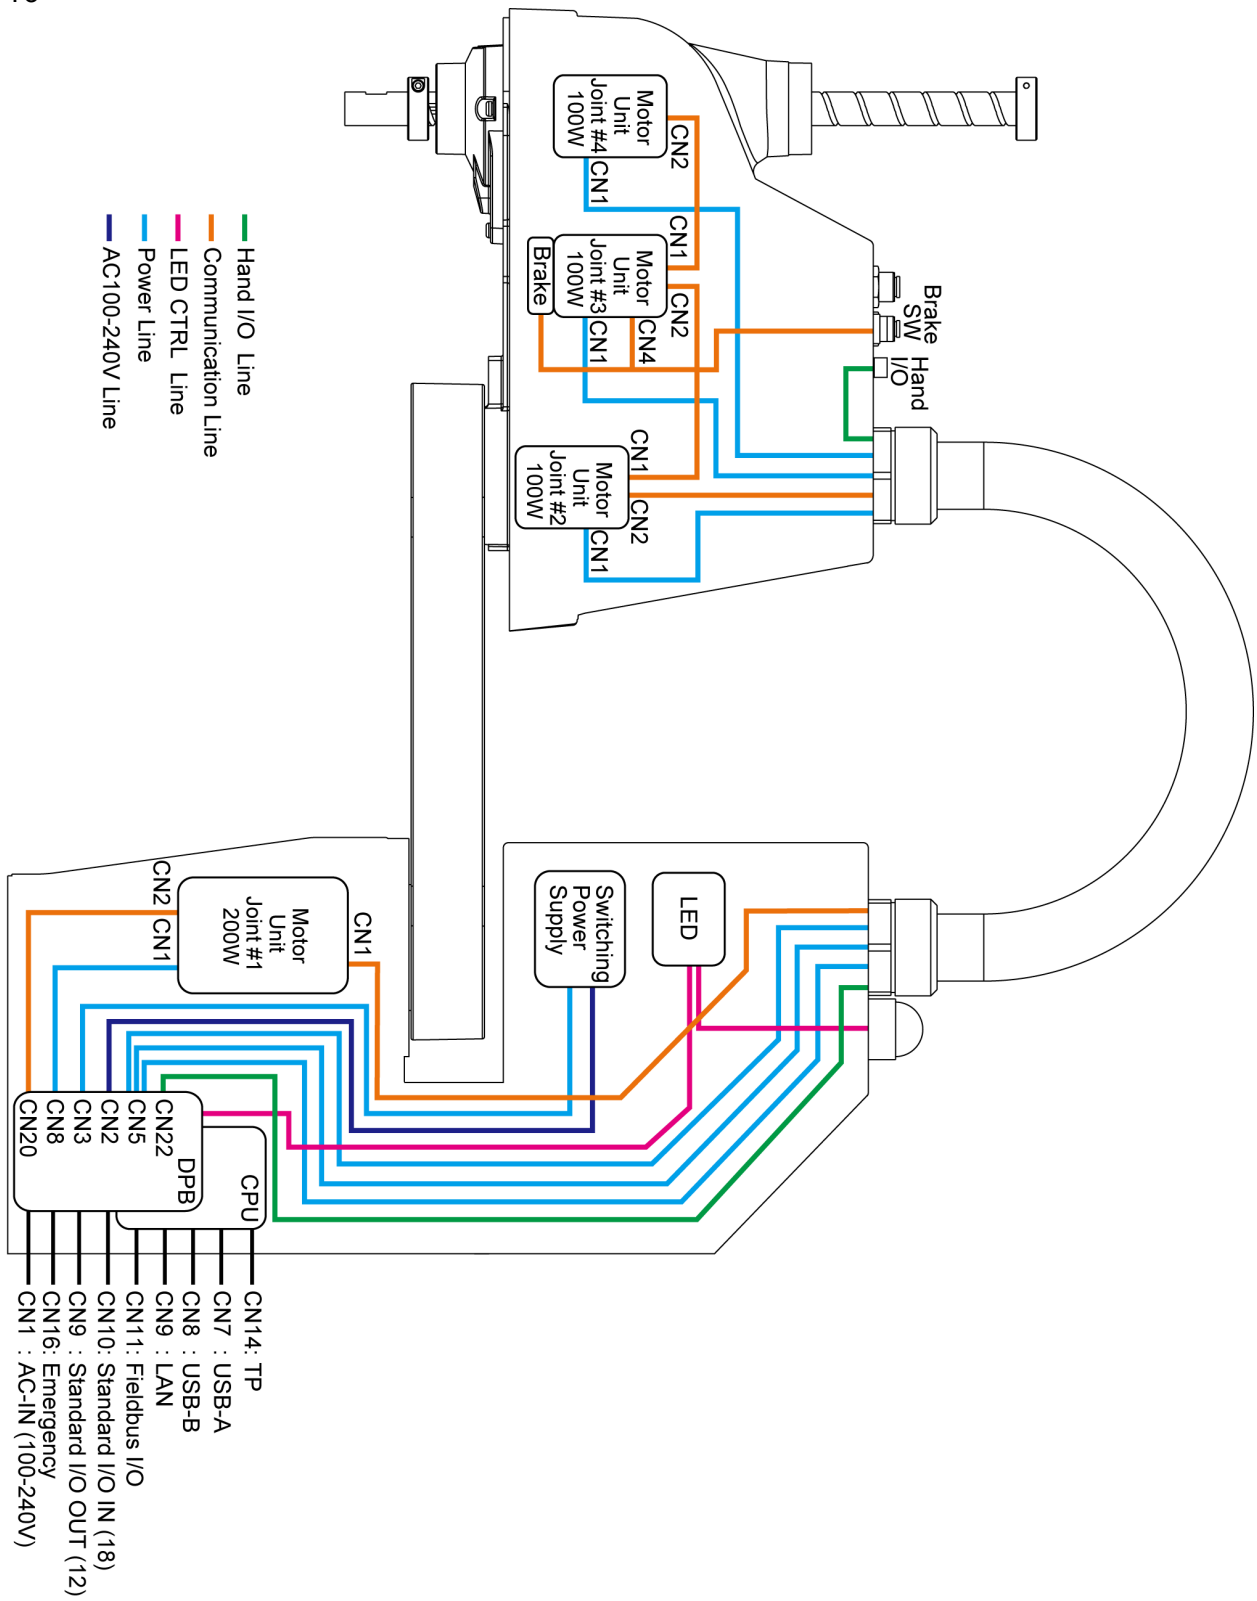 Motor
Unit
Joint #4
100W
CN2
CN1
CN1
Motor
Unit
Joint #3
100W
Brake
CN2
CN4
CN1
Brake
SW
Hand
I/O
CN1
Motor
Unit
Joint #2
100W
CN2
CN1
Hand I/O Line
Communication Line
LED CTRL Line
Power Line
AC100-240V Line
LED
Switching
Power
Supply
CN1
Motor
Unit
Joint #1
200W
CN2
CN1
CN22
CN5
CN2
CN3
CN8
CN20
DPB
CPU
CN14: TP
CN7 : USB-A
CN8 : USB-B
CN9 : LAN
CN11: Fieldbus I/O
CN10: Standard I/O IN (18)
CN9 : Standard I/O OUT (12)
CN16: Emergency
CN1 : AC-IN (100-240V)